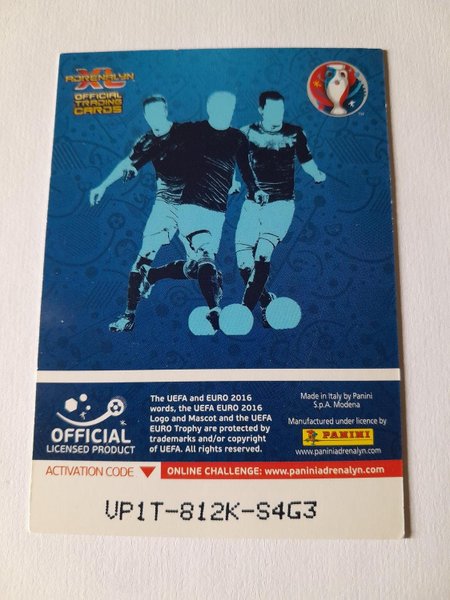 ADRENALYN
XL
OFFICIAL
TRADING
CARDS
TM
The UEFA and EURO 2016
words, the UEFA EURO 2016
Logo and Mascot and the UEFA
EURO Trophy are protected by
trademarks and/or copyright
of UEFA. All rights reserved.
Made in Italy by Panini
S.p.A. Modena
Manufactured under licence by
PANINI
www.paniniadrenalyn.com
OFFICIAL
LICENSED PRODUCT
ACTIVATION CODE
ONLINE CHALLENGE: www.paniniadrenalyn.com
VP1T-812K-S4G3